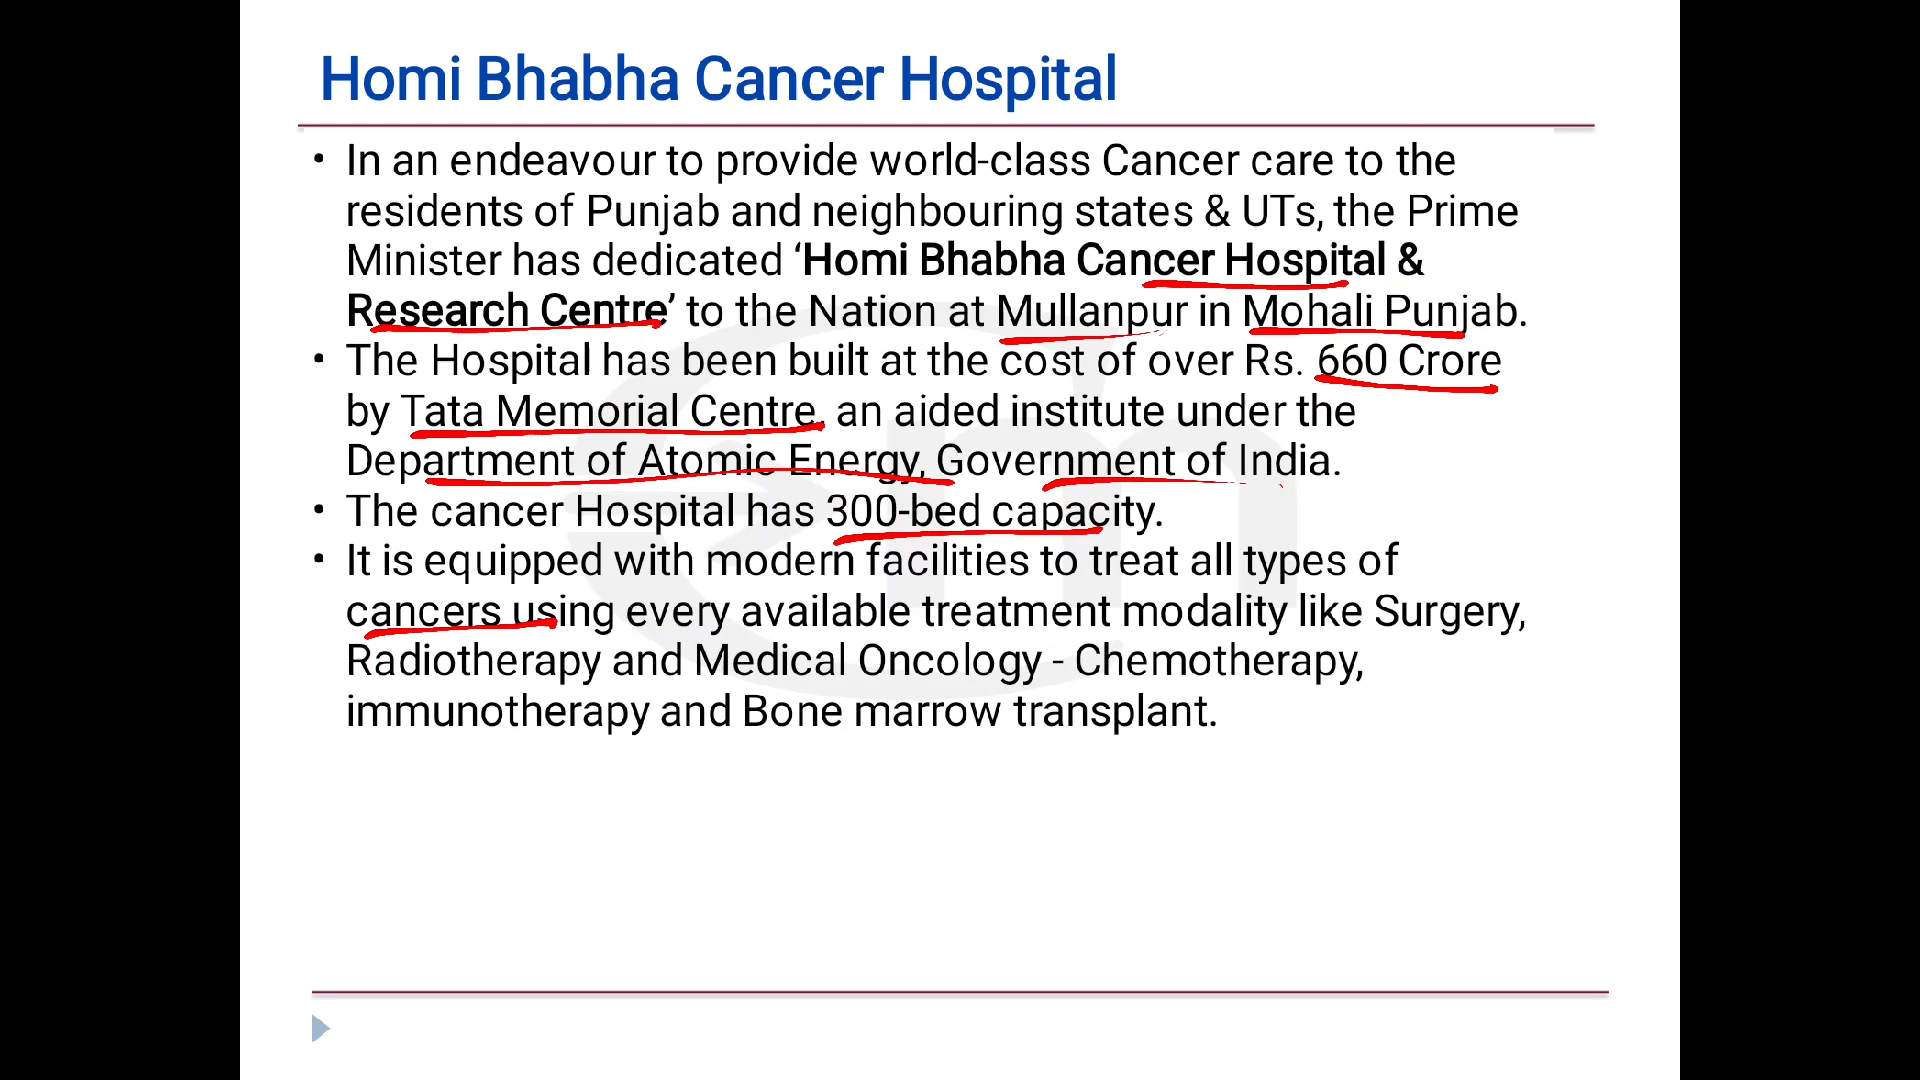 Homi Bhabha Cancer Hospital
• In an endeavour to provide world-class Cancer care to the
residents of Punjab and neighbouring states & UTs, the Prime
Minister has dedicated ‘Homi Bhabha Cancer Hospital &
Research Centre’ to the Nation at Mullanpur in Mohali Punjab.
• The Hospital has been built at the cost of over Rs. 660 Crore
by Tata Memorial Centre, an aided institute under the
Department of Atomic Energy, Government of India.
• The cancer Hospital has 300-bed capacity.
• It is equipped with modern facilities to treat all types of
cancers using every available treatment modality like Surgery,
Radiotherapy and Medical Oncology - Chemotherapy,
immunotherapy and Bone marrow transplant.